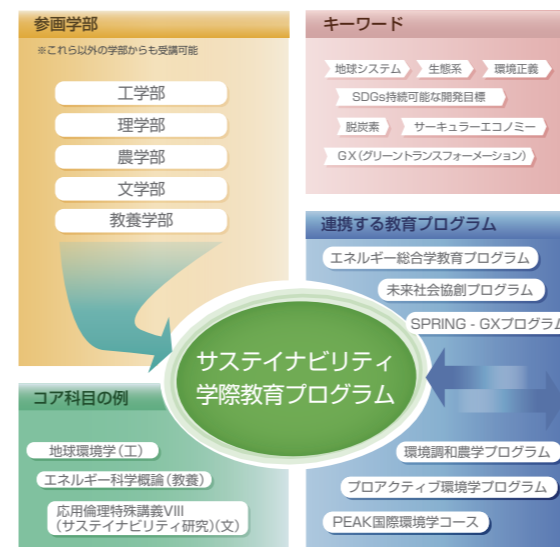 参画学部
※これら以外の学部からも受講可能
工学部
理学部
農学部
文学部
教養学部
キーワード
地球システム
生態系
環境正義
SDGs持続可能な開発目標
脱炭素
サーキュラーエコノミー
GX(グリーントランスフォーメーション)
連携する教育プログラム
エネルギー総合学教育プログラム
未来社会協創プログラム
SPRING - GXプログラム
サステイナビリティ
学際教育プログラム
コア科目の例
地球環境学(工)
エネルギー科学概論(教養)
応用倫理特殊講義VIII
(サステイナビリティ研究)(文)
環境調和農学プログラム
プロアクティブ環境学プログラム
PEAK国際環境学コース